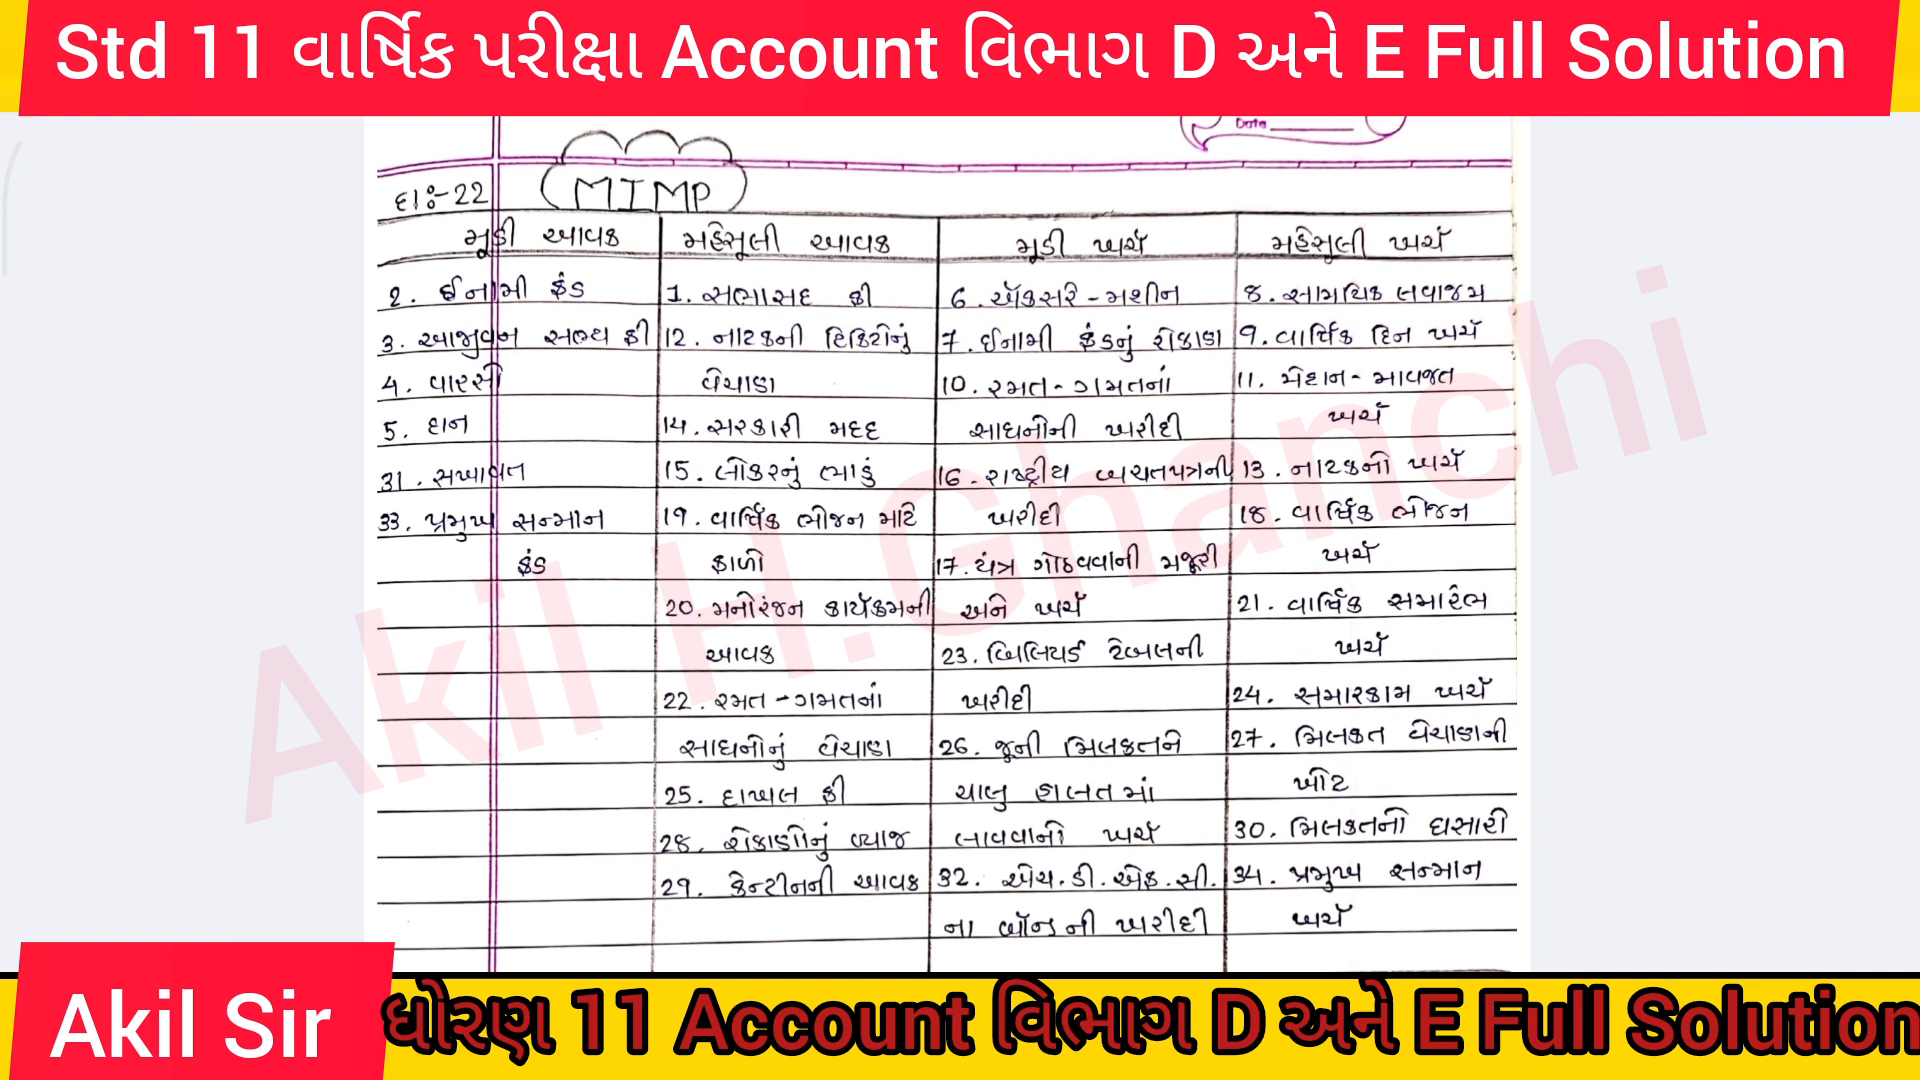 Std 11 વાર્ષિક પરીક્ષા Account વિભાગ D અને E Full Solution
Date
દા:-22 MIMP
મૂડી આવક
2. ઈનામી ફંડ
3. આજીવન સભ્ય ફી
4. વારસો
5. દાન
31. સખાવત
33. પ્રમુખ સન્માન
ફંડ
મહેસૂલી આવક
1. સભાસદ ફી
12. નાટકની ટિકિટોનું
વેચાણ
14. સરકારી મદદ
15. લોકરનું ભાડું
19. વાર્ષિક ભોજન માટે
ફાળો
20. મનોરંજન કાર્યક્રમની
આવક
22. રમત-ગમતનાં
સાધનોનું વેચાણ
25. દાખલ ફી
28. રોકાણોનું વ્યાજ
29. કેન્ટીનની આવક
મૂડી ખર્ચ
6. ઍક્સરે-મશીન
7. ઈનામી ફંડનું રોકાણ
10. રમત-ગમતનાં
સાધનોની ખરીદી
16. રાષ્ટ્રીય બચતપત્રની
ખરીદી
17. યંત્ર ગોઠવવાની મજૂરી
અને ખર્ચ
23. બિલિયર્ડ ટેબલની
ખરીદી
26. જૂની મિલકતને
ચાલુ હાલતમાં
લાવવાનો ખર્ચ
32. એચ.ડી.એફ.સી.
ના બૉન્ડની ખરીદી
મહેસૂલી ખર્ચ
8. સામયિક લવાજમ
9. વાર્ષિક દિન ખર્ચ
11. મેદાન-માવજત
ખર્ચ
13. નાટકનો ખર્ચ
18. વાર્ષિક ભોજન
ખર્ચ
21. વાર્ષિક સમારંભ
ખર્ચ
24. સમારકામ ખર્ચ
27. મિલકત વેચાણની
ખોટ
30. મિલકતનો ઘસારો
34. પ્રમુખ સન્માન
ખર્ચ
Akil H.Ghanchi
Akil Sir
ધોરણ 11 Account વિભાગ D અને E Full Solution